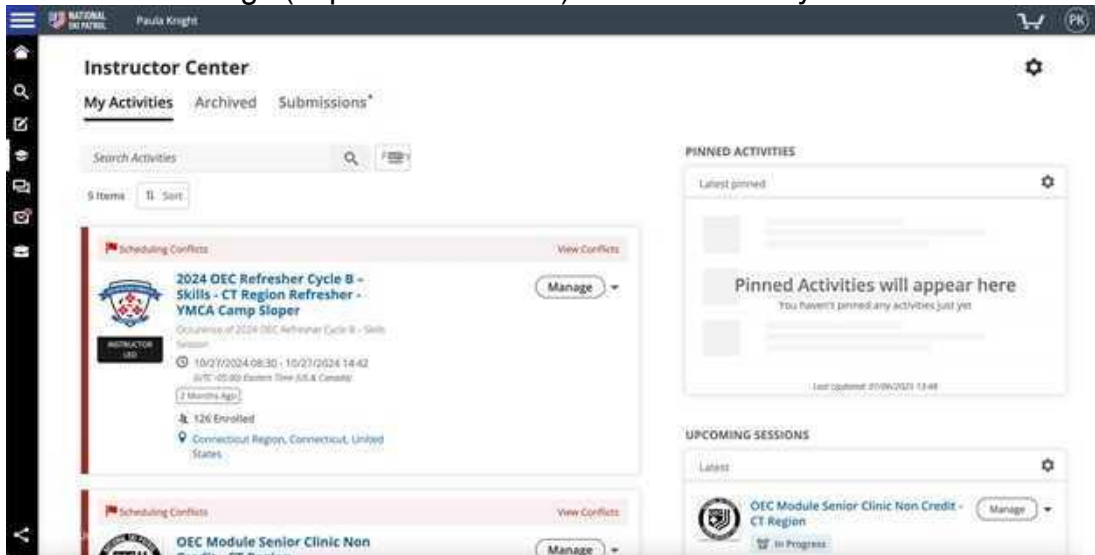 NATIONAL
SKI PATROL
Paula Knight
PK
Instructor Center
My Activities Archived Submissions*
Search Activities
9 Items Sort
Scheduling Conflicts View Conflicts
2024 OEC Refresher Cycle B -
Skills - CT Region Refresher -
YMCA Camp Sloper
Manage
Occurence of 2024 OEC Refresher Cycle B - Skills
Session
INSTRUCTOR
LED
10/27/2024 08:30 - 10/27/2024 14:42
(UTC -05:00) Eastern Time (US & Canada)
2 Months Ago
126 Enrolled
Connecticut Region, Connecticut, United
States
Scheduling Conflicts View Conflicts
OEC Module Senior Clinic Non
Manage
PINNED ACTIVITIES
Latest pinned
Pinned Activities will appear here
You haven't pinned any activities just yet
UPCOMING SESSIONS
Latest
OEC Module Senior Clinic Non Credit -
CT Region
Manage
In Progress